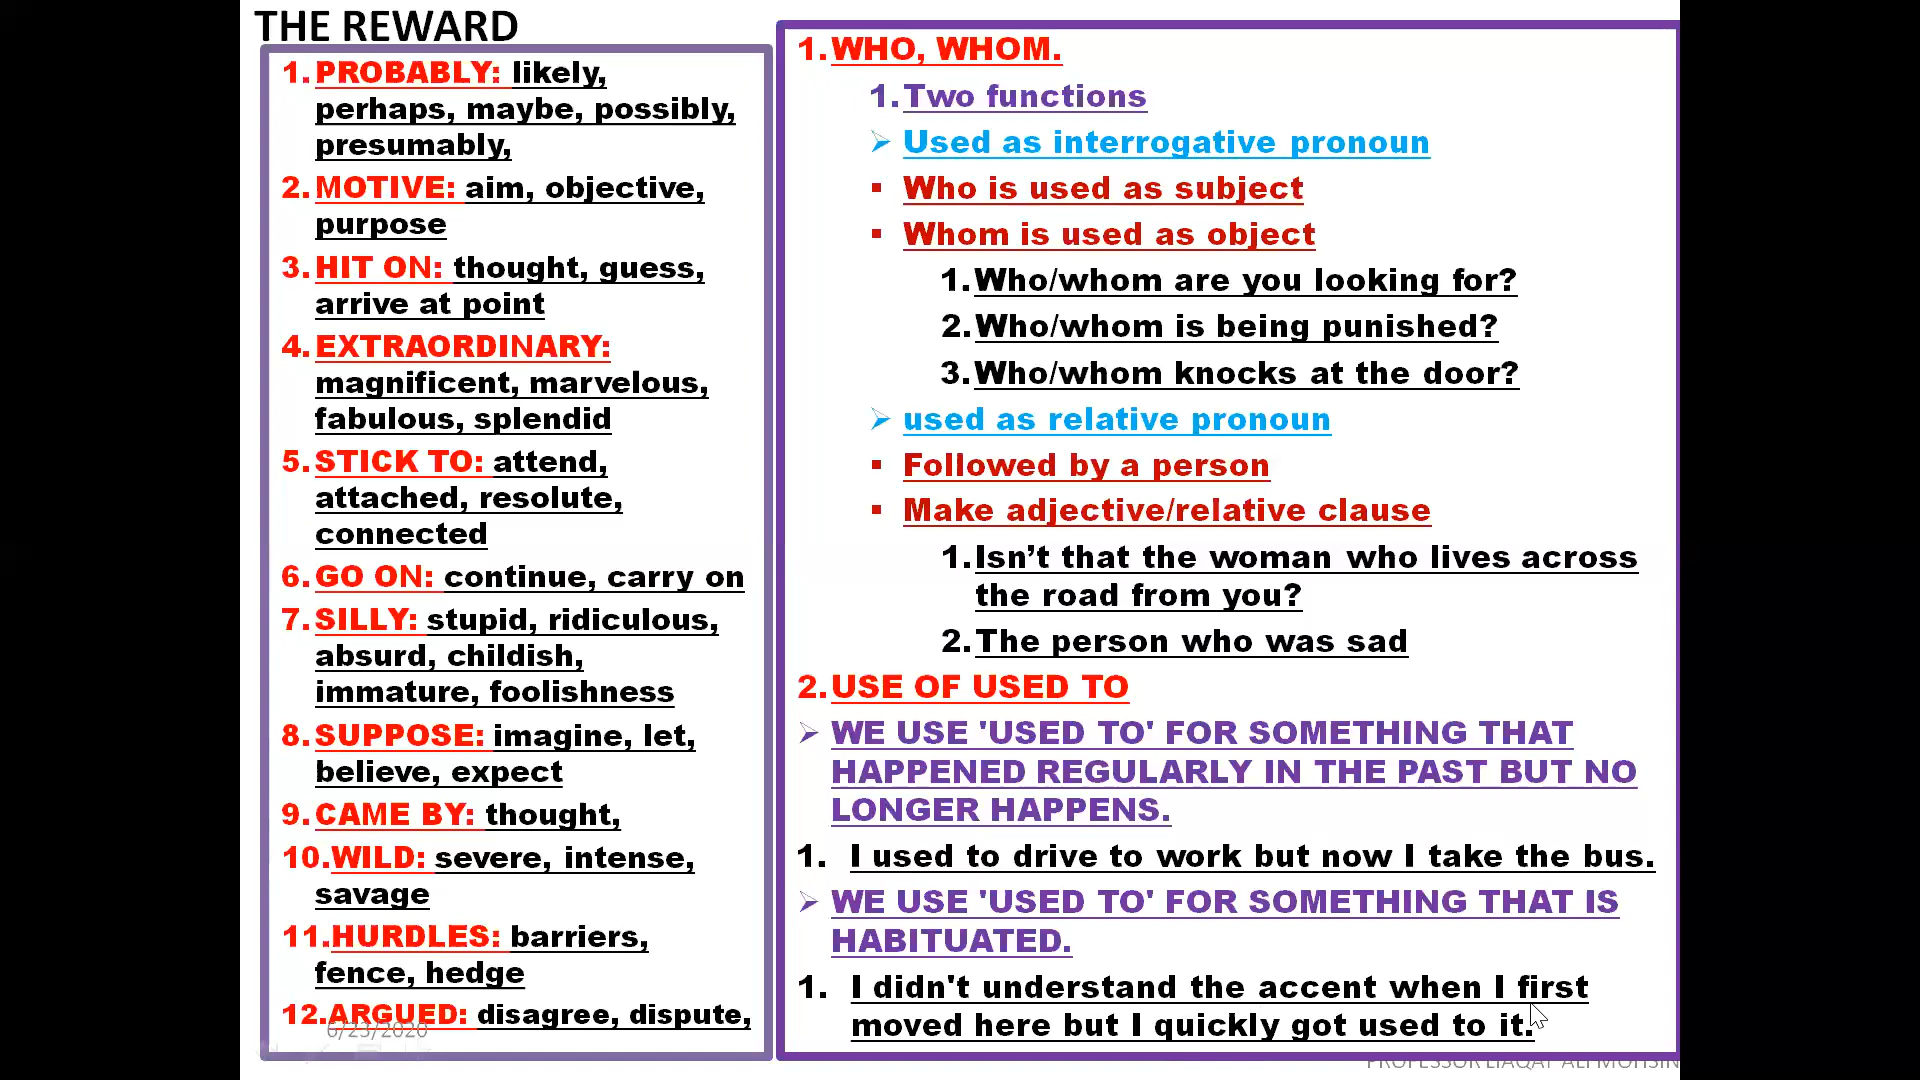 THE REWARD
1. PROBABLY: likely,
perhaps, maybe, possibly,
presumably,
2. MOTIVE: aim, objective,
purpose
3. HIT ON: thought, guess,
arrive at point
4. EXTRAORDINARY:
magnificent, marvelous,
fabulous, splendid
5. STICK TO: attend,
attached, resolute,
connected
6. GO ON: continue, carry on
7. SILLY: stupid, ridiculous,
absurd, childish,
immature, foolishness
8. SUPPOSE: imagine, let,
believe, expect
9. CAME BY: thought,
10. WILD: severe, intense,
savage
11. HURDLES: barriers,
fence, hedge
12. ARGUED: disagree, dispute,
6/23/2020
1. WHO, WHOM.
1. Two functions
➢ Used as interrogative pronoun
▪ Who is used as subject
▪ Whom is used as object
1. Who/whom are you looking for?
2. Who/whom is being punished?
3. Who/whom knocks at the door?
➢ used as relative pronoun
▪ Followed by a person
▪ Make adjective/relative clause
1. Isn’t that the woman who lives across
the road from you?
2. The person who was sad
2. USE OF USED TO
➢ WE USE 'USED TO' FOR SOMETHING THAT
HAPPENED REGULARLY IN THE PAST BUT NO
LONGER HAPPENS.
1. I used to drive to work but now I take the bus.
➢ WE USE 'USED TO' FOR SOMETHING THAT IS
HABITUATED.
1. I didn't understand the accent when I first
moved here but I quickly got used to it.
PROFESSOR LIAQAT ALI MOHSIN